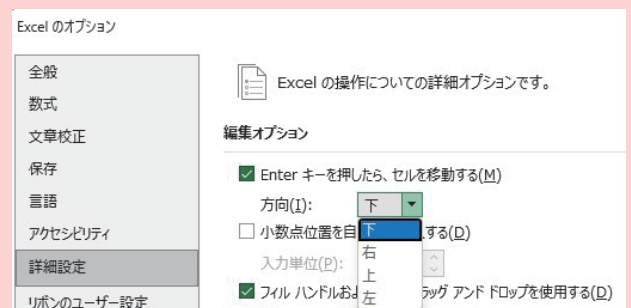 Excel のオプション
全般
数式
文章校正
保存
言語
アクセシビリティ
詳細設定
リボンのユーザー設定
Excel の操作についての詳細オプションです。
編集オプション
Enter キーを押したら、セルを移動する(M)
方向(I): 下
下
右
上
左
小数点位置を自 する(D)
入力単位(P):
フィル ハンドルおよ ラッグ アンド ドロップを使用する(D)